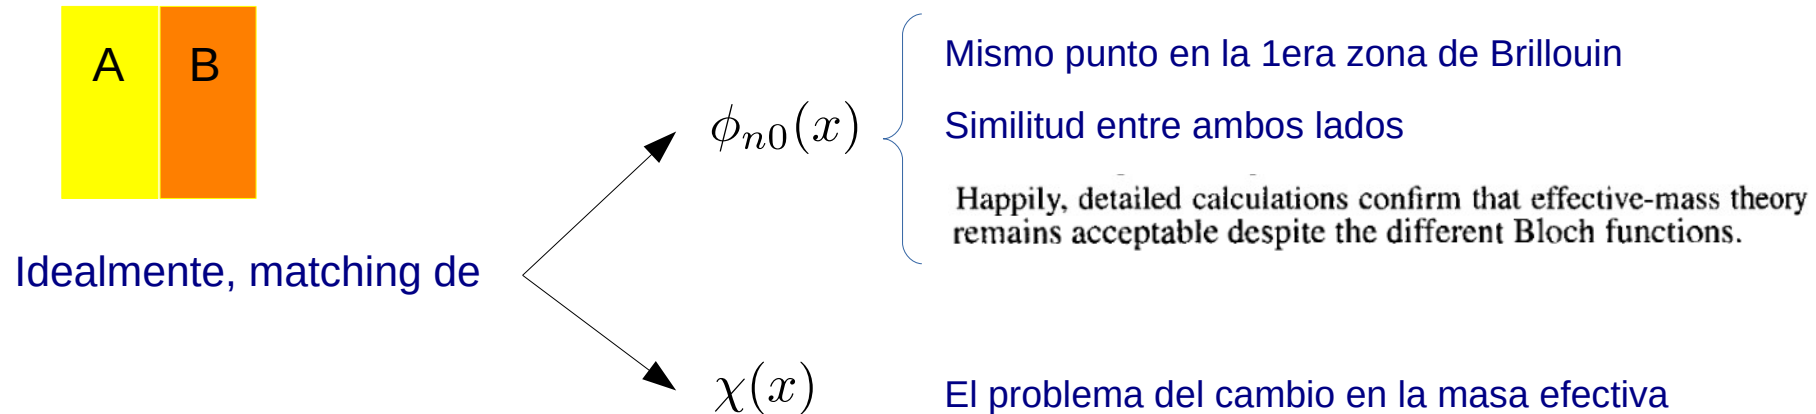 A B
Idealmente, matching de
ϕn0(x)
Mismo punto en la 1era zona de Brillouin
Similitud entre ambos lados
Happily, detailed calculations confirm that effective-mass theory
remains acceptable despite the different Bloch functions.
χ(x)
El problema del cambio en la masa efectiva